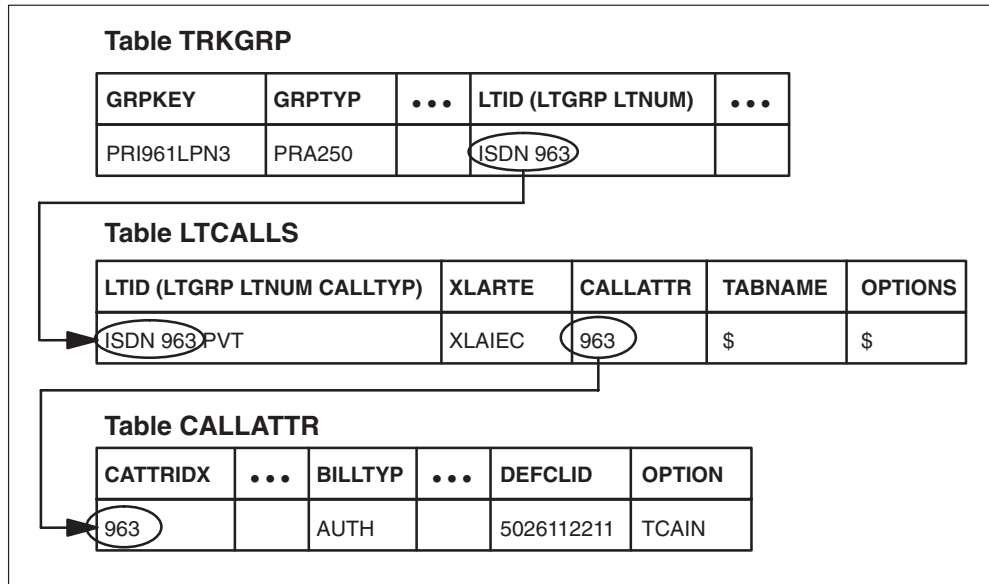 Table TRKGRP
GRPKEY GRPTYP ••• LTID (LTGRP LTNUM) •••
PRI961LPN3 PRA250 ISDN 963
Table LTCALLS
LTID (LTGRP LTNUM CALLTYP) XLARTE CALLATTR TABNAME OPTIONS
ISDN 963 PVT XLAIEC 963 $ $
Table CALLATTR
CATTRIDX ••• BILLTYP ••• DEFCLID OPTION
963 AUTH 5026112211 TCAIN